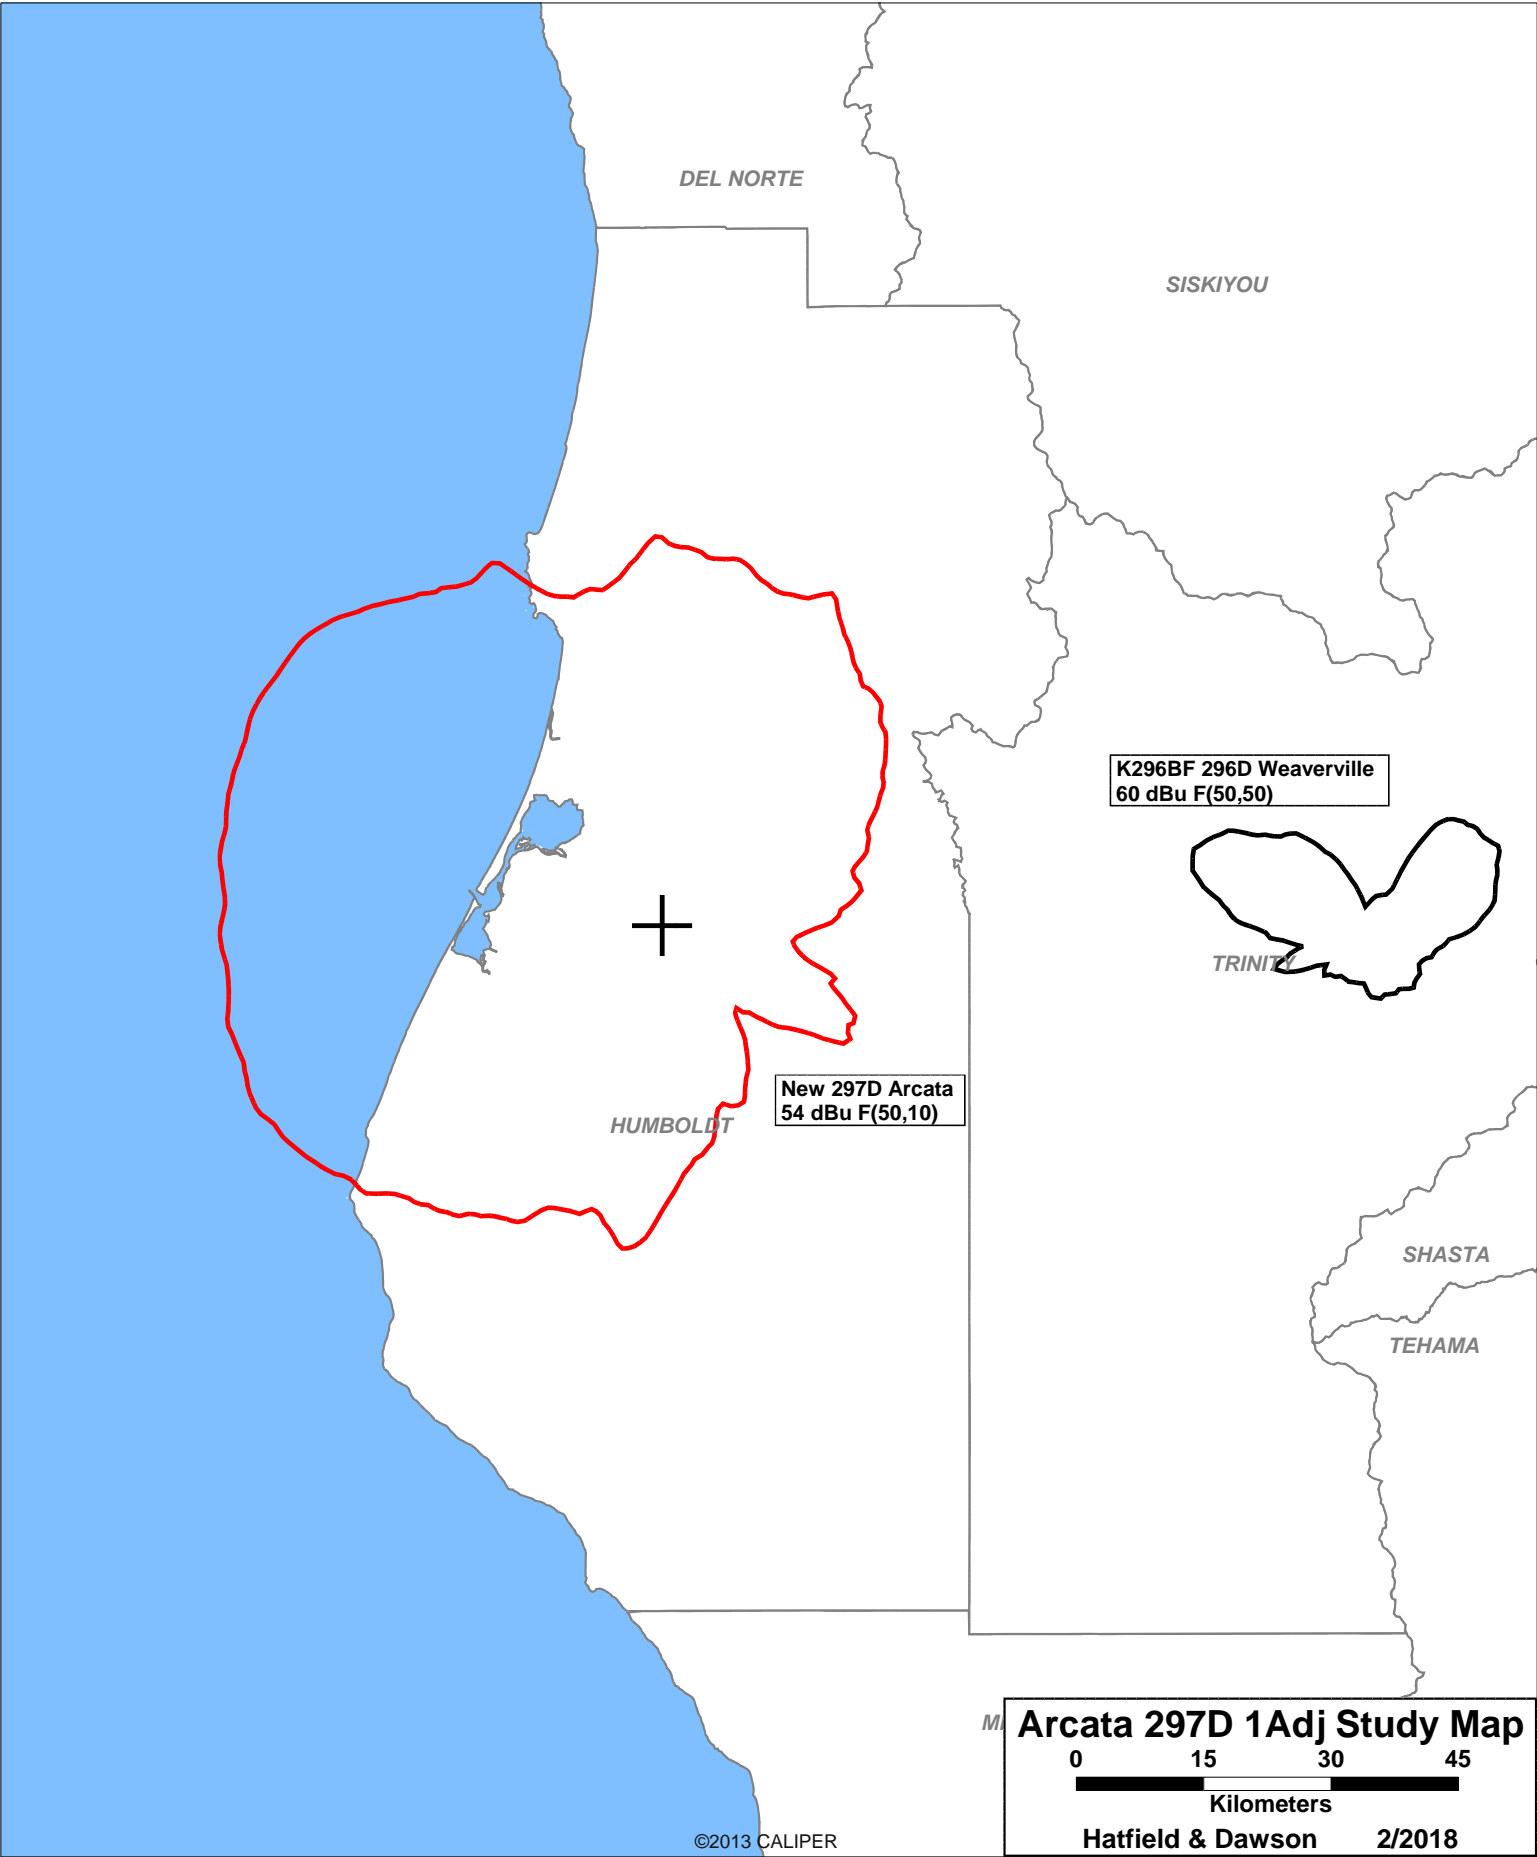 DEL NORTE
SISKIYOU
K296BF 296D Weaverville
60 dBu F(50,50)
TRINITY
New 297D Arcata
54 dBu F(50,10)
HUMBOLDT
SHASTA
TEHAMA
Arcata 297D 1Adj Study Map
0 15 30 45
Kilometers
Hatfield & Dawson 2/2018
©2013 CALIPER